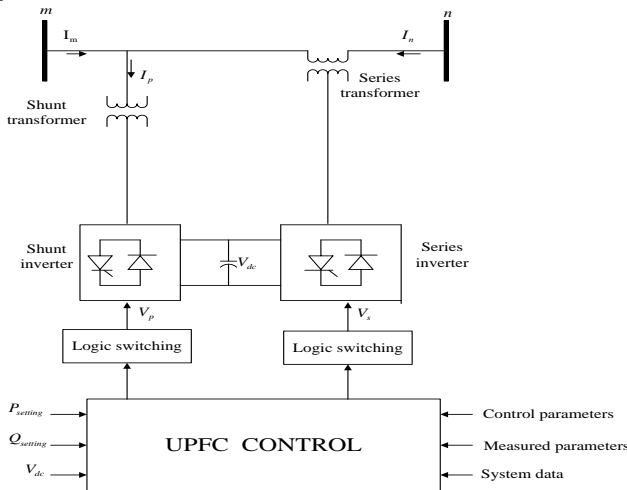 m
n
I_m
I_n
I_p
Shunt
transformer
Series
transformer
Shunt
inverter
V_dc
Series
inverter
V_p
V_s
Logic switching
Logic switching
P_setting
Q_setting
V_dc
UPFC CONTROL
Control parameters
Measured parameters
System data